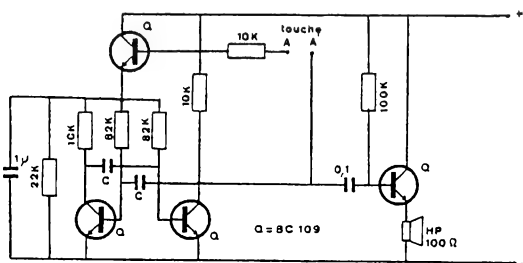 +
Q
touche
10K
A A
10K
100K
1µ
22K
10K
82K
82K
C
C
0,1
Q
Q
Q
Q = BC 109
HP
100 Ω